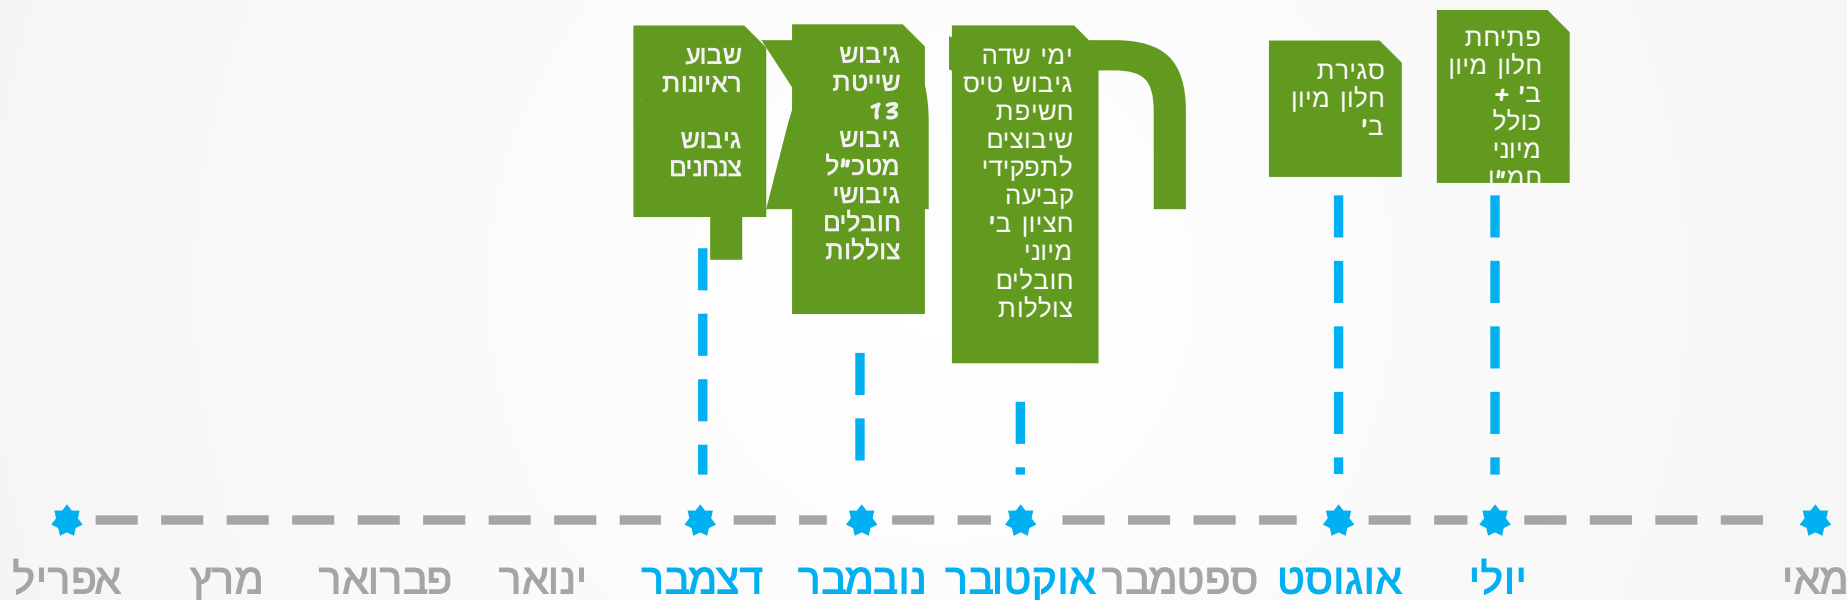 פתיחת
חלון מיון
ב' +
כולל
מיוני
חמ"ן
סגירת
חלון מיון
ב'
ימי שדה
גיבוש טיס
חשיפת
שיבוצים
לתפקידי
קביעה
חציון ב'
מיוני
חובלים
צוללות
גיבוש
שייטת
13
גיבוש
מטכ"ל
גיבושי
חובלים
צוללות
שבוע
ראיונות
גיבוש
צנחנים
מאי
יולי
אוגוסט
ספטמבר
אוקטובר
נובמבר
דצמבר
ינואר
פברואר
מרץ
אפריל